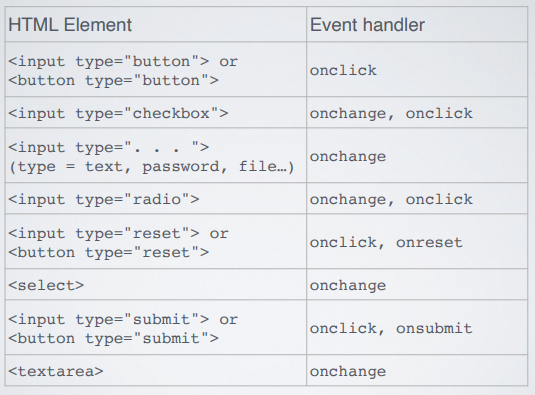 HTML Element Event handler
<input type="button"> or
<button type="button">
onclick
<input type="checkbox"> onchange, onclick
<input type=". . . ">
(type = text, password, file…)
onchange
<input type="radio"> onchange, onclick
<input type="reset"> or
<button type="reset">
onclick, onreset
<select> onchange
<input type="submit"> or
<button type="submit">
onclick, onsubmit
<textarea> onchange